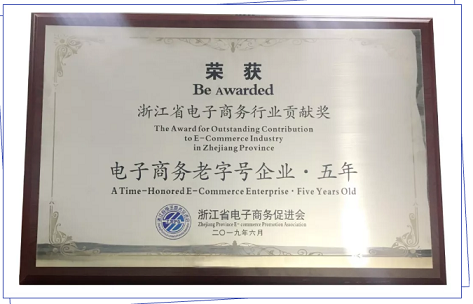 荣 获
Be Awarded
浙江省电子商务行业贡献奖
The Award for Outstanding Contribution
to E-Commerce Industry
in Zhejiang Province
电子商务老字号企业·五年
A Time-Honored E-Commerce Enterprise · Five Years Old
浙江省电子商务促进会
Zhejiang Province E-commerce Promotion Association
二〇一九年六月